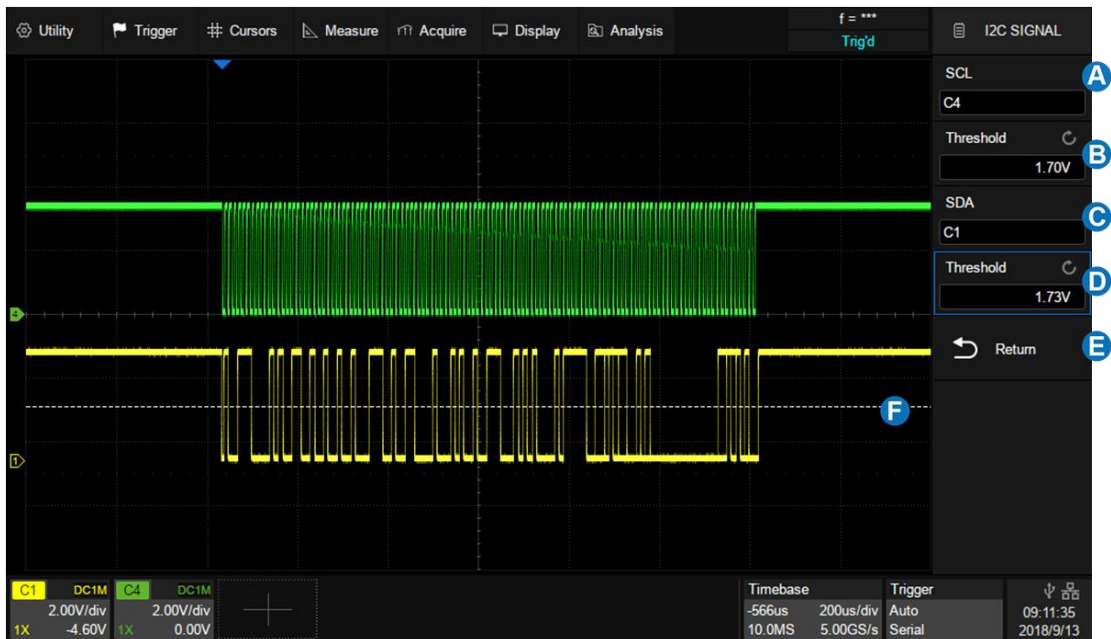 Utility
Trigger
Cursors
Measure
Acquire
Display
Analysis
f = ***
Trig'd
I2C SIGNAL
SCL
A
C4
Threshold
B
1.70V
SDA
C
C1
Threshold
D
1.73V
Return
E
F
4
1
C1 DC1M
2.00V/div
1X -4.60V
C4 DC1M
2.00V/div
1X 0.00V
Timebase
-566us 200us/div
10.0MS 5.00GS/s
Trigger
Auto
Serial
09:11:35
2018/9/13